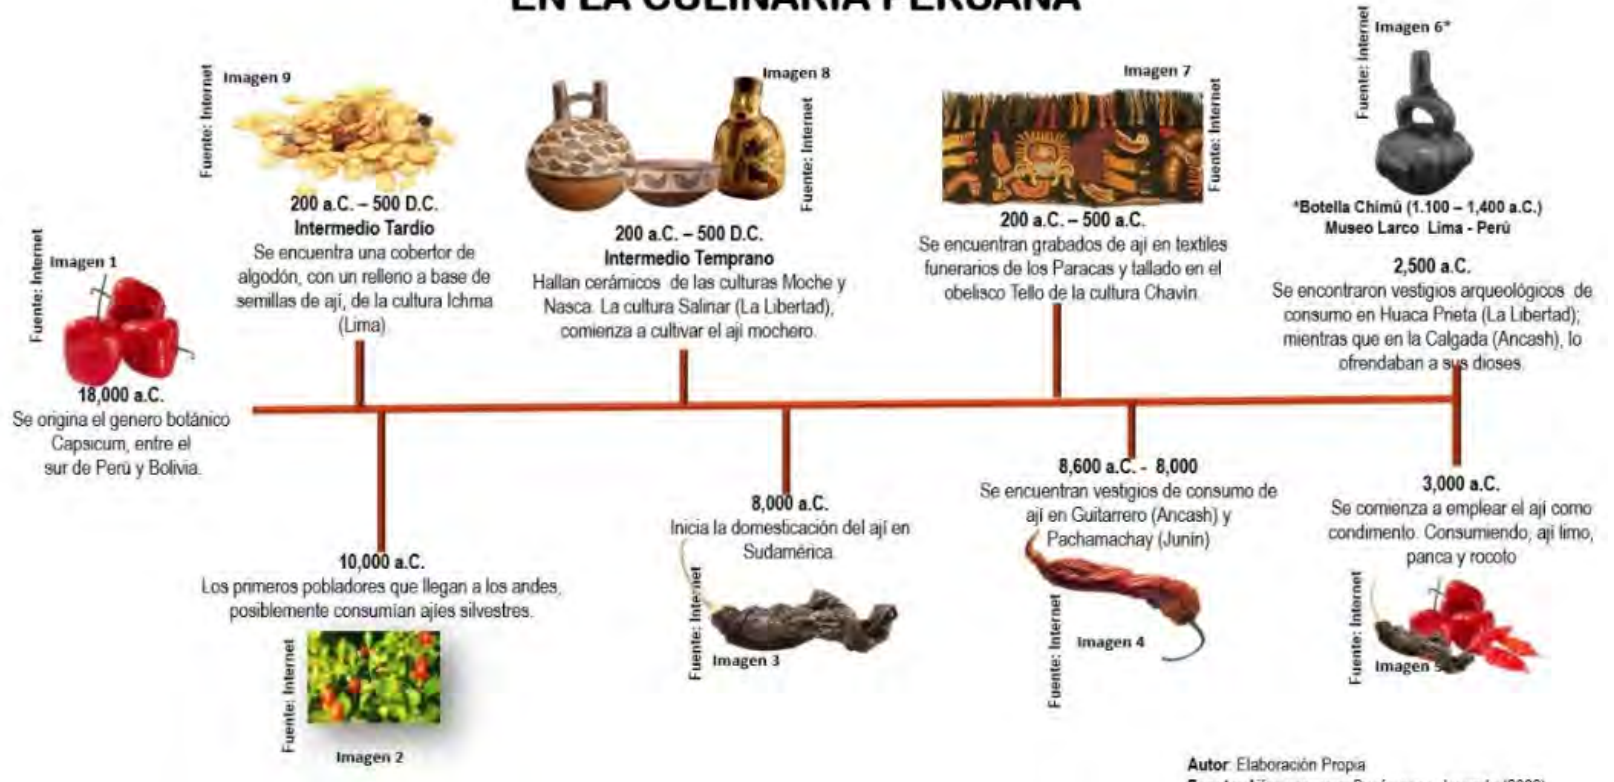 EN LA CULINARIA PERUANA
Fuente: Internet
Imagen 9
200 a.C. – 500 D.C.
Intermedio Tardío
Se encuentra una cobertor de
algodón, con un relleno a base de
semillas de ají, de la cultura Ichma
(Lima)
Imagen 8
Fuente: Internet
200 a.C. – 500 D.C.
Intermedio Temprano
Hallan cerámicos de las culturas Moche y
Nasca. La cultura Salinar (La Libertad),
comienza a cultivar el ají mochero.
Imagen 7
Fuente: Internet
200 a.C. – 500 a.C.
Se encuentran grabados de ají en textiles
funerarios de los Paracas y tallado en el
obelisco Tello de la cultura Chavín.
Fuente: Internet
Imagen 6*
*Botella Chimú (1.100 – 1,400 a.C.)
Museo Larco Lima - Perú
2,500 a.C.
Se encontraron vestigios arqueológicos de
consumo en Huaca Prieta (La Libertad);
mientras que en la Calgada (Ancash), lo
ofrendaban a sus dioses.
Fuente: Internet
Imagen 1
18,000 a.C.
Se origina el genero botánico
Capsicum, entre el
sur de Perú y Bolivia.
10,000 a.C.
Los primeros pobladores que llegan a los andes,
posiblemente consumían ajíes silvestres.
Fuente: Internet
Imagen 2
8,000 a.C.
Inicia la domesticación del ají en
Sudamérica.
Fuente: Internet
Imagen 3
8,600 a.C. - 8,000
Se encuentran vestigios de consumo de
ají en Guitarrero (Ancash) y
Pachamachay (Junín)
Fuente: Internet
Imagen 4
3,000 a.C.
Se comienza a emplear el ají como
condimento. Consumiendo, ají limo,
panca y rocoto
Fuente: Internet
Imagen 5
Autor: Elaboración Propia